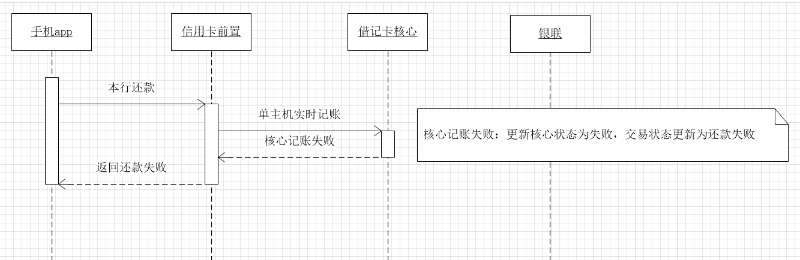 手机app
信用卡前置
借记卡核心
银联
本行还款
单主机实时记账
核心记账失败
核心记账失败：更新核心状态为失败，交易状态更新为还款失败
返回还款失败